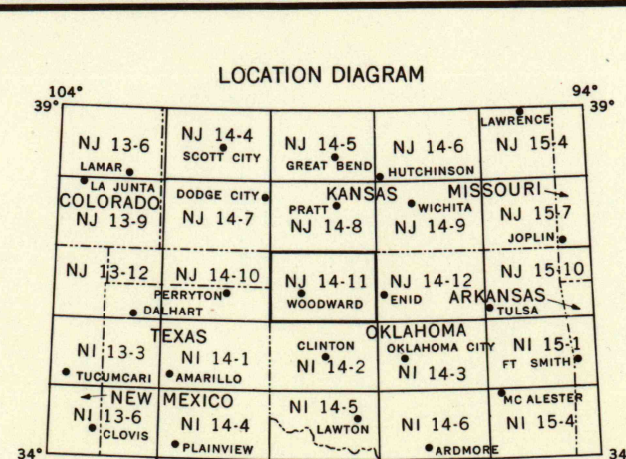 LOCATION DIAGRAM
104° 94°
39° 39°
NJ 13-6 NJ 14-4 NJ 14-5 NJ 14-6 LAWRENCE NJ 15-4
LAMAR SCOTT CITY GREAT BEND HUTCHINSON
LA JUNTA
COLORADO DODGE CITY KANSAS MISSOURI
NJ 13-9 NJ 14-7 PRATT NJ 14-8 WICHITA NJ 14-9 NJ 15-7
JOPLIN
NJ 13-12 NJ 14-10 NJ 14-11 NJ 14-12 NJ 15-10
PERRYTON WOODWARD ENID ARKANSAS
DALHART TULSA
TEXAS OKLAHOMA
NI 13-3 NI 14-1 CLINTON OKLAHOMA CITY NI 15-1
TUCUMCARI AMARILLO NI 14-2 NI 14-3 FT SMITH
NEW MEXICO MC ALESTER
NI 13-6 NI 14-4 NI 14-5 NI 14-6 NI 15-4
CLOVIS LAWTON
34° PLAINVIEW ARDMORE 34